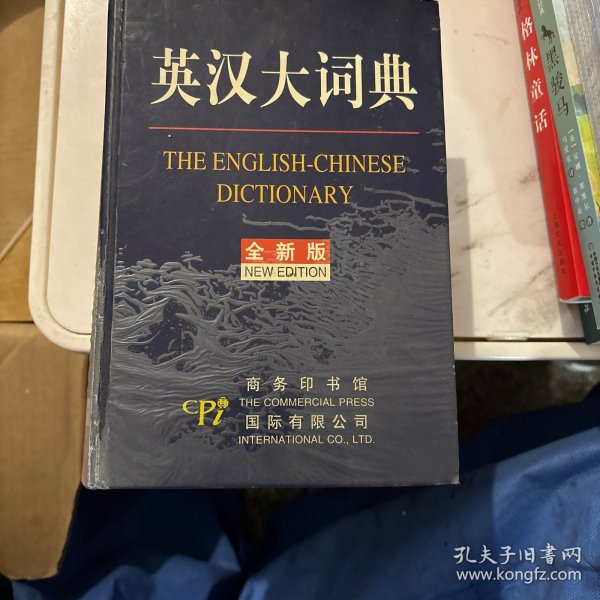 英汉大词典
THE ENGLISH-CHINESE
DICTIONARY
全新版
NEW EDITION
商务印书馆
THE COMMERCIAL PRESS
国际有限公司
INTERNATIONAL CO., LTD.
CPi
格林童话
黑骏马
孔夫子旧书网
www.kongfz.com